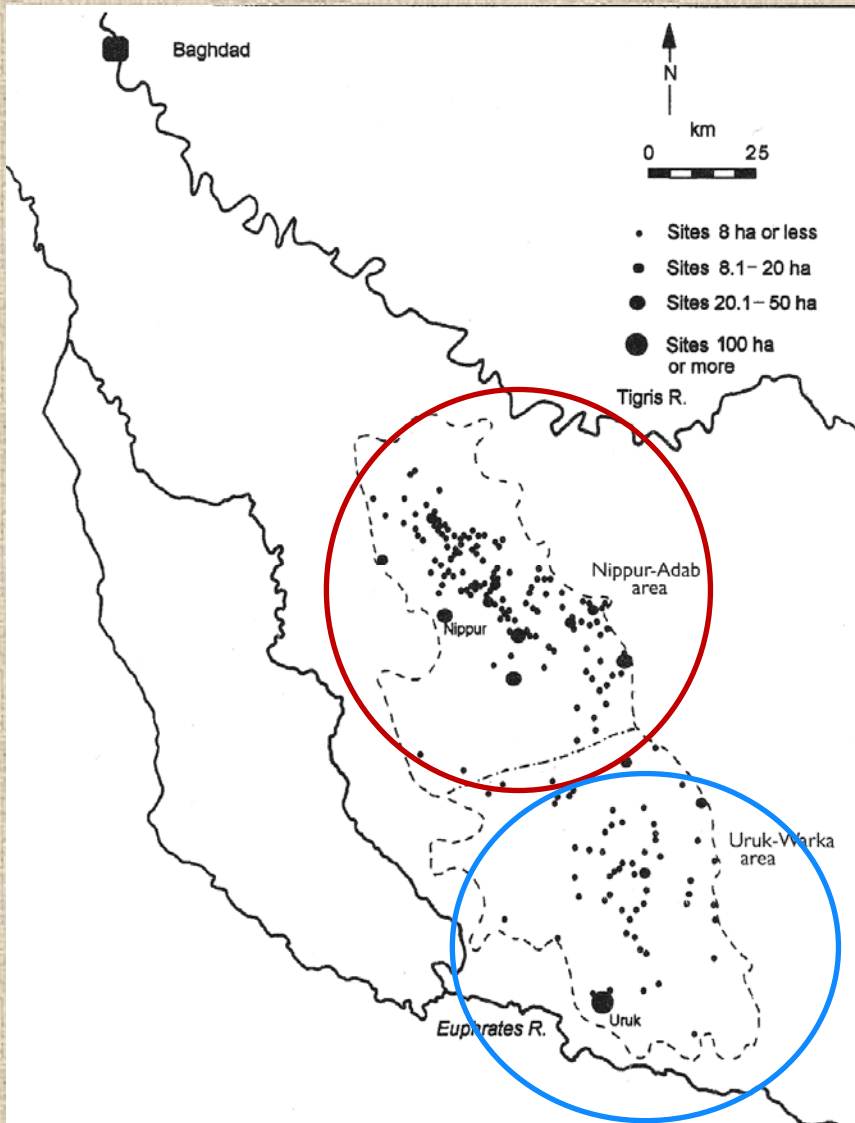 Baghdad
N
km
0 25
Sites 8 ha or less
Sites 8.1–20 ha
Sites 20.1–50 ha
Sites 100 ha
or more
Tigris R.
Nippur-Adab
area
Nippur
Uruk-Warka
area
Uruk
Euphrates R.